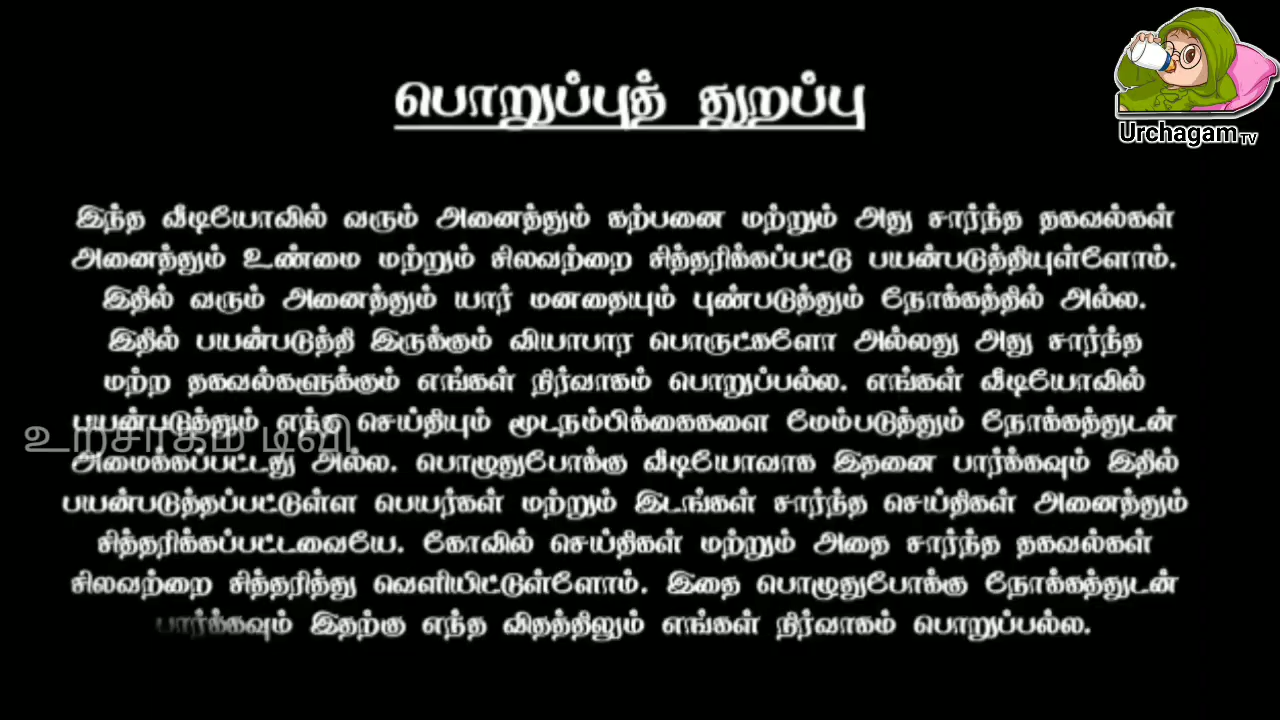 பொறுப்புத் துறப்பு
Urchagam TV
இந்த வீடியோவில் வரும் அனைத்தும் கற்பனை மற்றும் அது சார்ந்த தகவல்கள்
அனைத்தும் உண்மை மற்றும் சிலவற்றை சித்தரிக்கப்பட்டு பயன்படுத்தியுள்ளோம்.
இதில் வரும் அனைத்தும் யார் மனதையும் புண்படுத்தும் நோக்கத்தில் அல்ல.
இதில் பயன்படுத்தி இருக்கும் வியாபார பொருட்களோ அல்லது அது சார்ந்த
மற்ற தகவல்களுக்கும் எங்கள் நிர்வாகம் பொறுப்பல்ல. எங்கள் வீடியோவில்
பயன்படுத்தும் எந்த செய்தியும் மூடநம்பிக்கைகளை மேம்படுத்தும் நோக்கத்துடன்
உற்சாகம் டிவி
அமைக்கப்பட்டது அல்ல. பொழுதுபோக்கு வீடியோவாக இதனை பார்க்கவும் இதில்
பயன்படுத்தப்பட்டுள்ள பெயர்கள் மற்றும் இடங்கள் சார்ந்த செய்திகள் அனைத்தும்
சித்தரிக்கப்பட்டவையே. கோவில் செய்திகள் மற்றும் அதை சார்ந்த தகவல்கள்
சிலவற்றை சித்தரித்து வெளியிட்டுள்ளோம். இதை பொழுதுபோக்கு நோக்கத்துடன்
பார்க்கவும் இதற்கு எந்த விதத்திலும் எங்கள் நிர்வாகம் பொறுப்பல்ல.